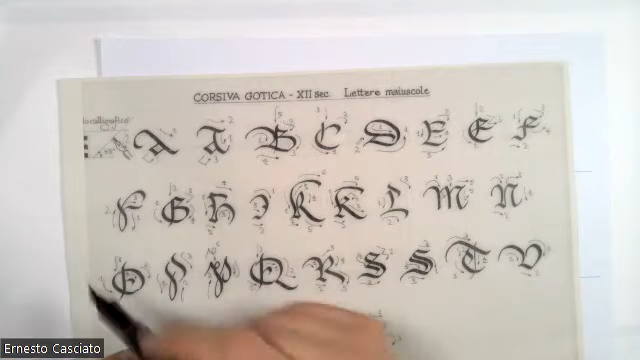 CORSIVA GOTICA - XII sec. Lettere maiuscole
A A B C D E E F
F G H I K K L M N
O P P Q R S S T V
Ernesto Casciato